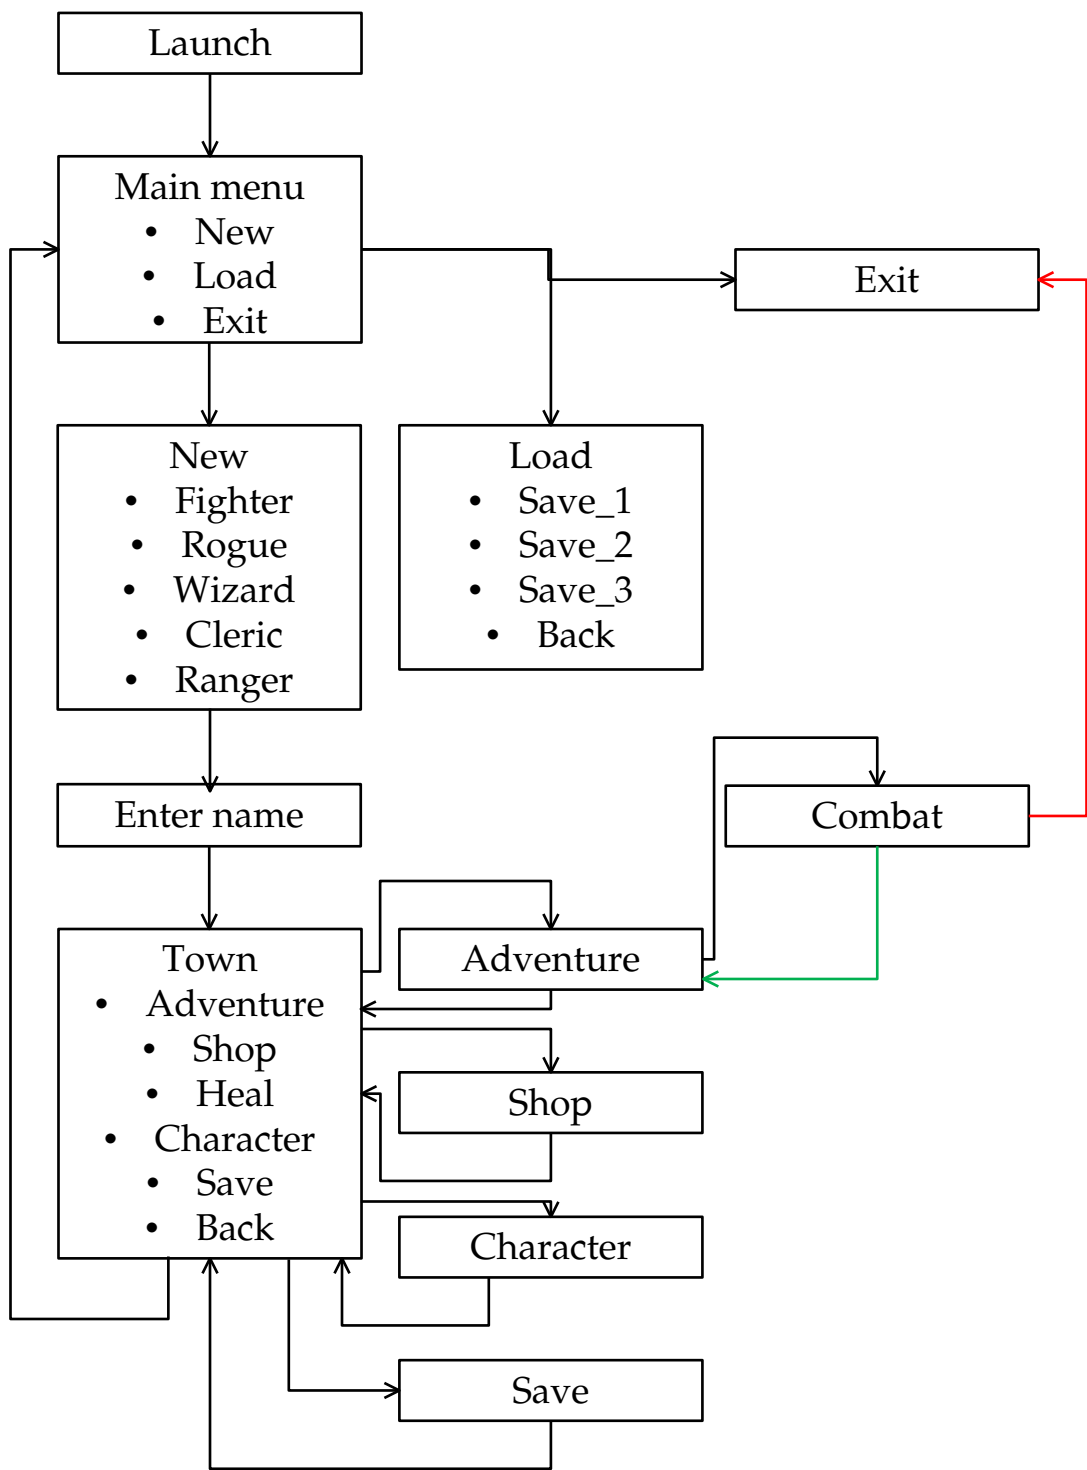 Launch
Main menu
• New
• Load
• Exit
Exit
New
• Fighter
• Rogue
• Wizard
• Cleric
• Ranger
Load
• Save_1
• Save_2
• Save_3
• Back
Enter name
Combat
Town
• Adventure
• Shop
• Heal
• Character
• Save
• Back
Adventure
Shop
Character
Save